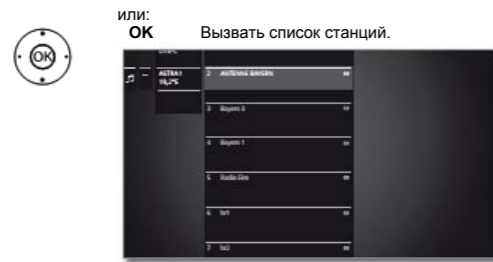 или:
OK Вызвать список станций.
OK
ASTRA 1
19,2°E
2 ANTENNE BAYERN
3 Bayern 3
4 Bayern 1
5 Radio Eins
6 hr1
7 hr2